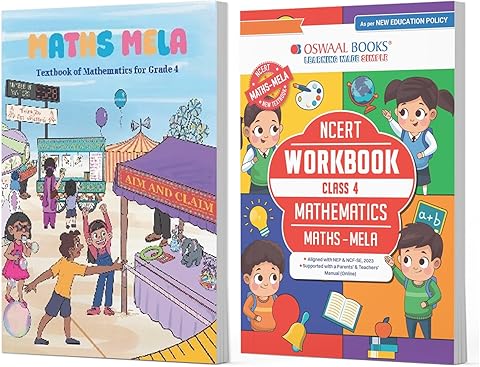 MATHS MELA
Textbook of Mathematics for Grade 4
AIM AND CLAIM
As per NEW EDUCATION POLICY
OSWAAL BOOKS®
LEARNING MADE SIMPLE
NCERT
MATHS-MELA
NEW TEXTBOOK
NCERT
WORKBOOK
CLASS 4
MATHEMATICS
MATHS-MELA
• Aligned with NEP & NCF-SE, 2023
• Supported with a Parents' & Teachers'
Manual (Online)
a+b